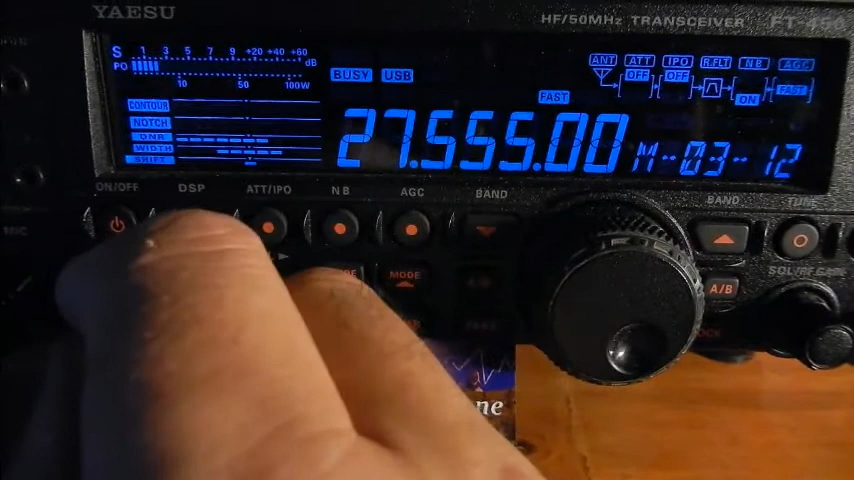 YAESU
HF/50MHz TRANSCEIVER FT-450
S 1 3 5 7 9 +20 +40 +60 dB
PO
10 50 100W
BUSY USB
ANT ATT IPO R.FLT NB AGC
OFF OFF ON FAST
CONTOUR
NOTCH
DNR
WIDTH
SHIFT
FAST
27.555.00 M-03-12
ON/OFF DSP ATT/IPO NB AGC BAND BAND TUNE
MIC
MODE
A/B
SQL/RF GAIN
ne